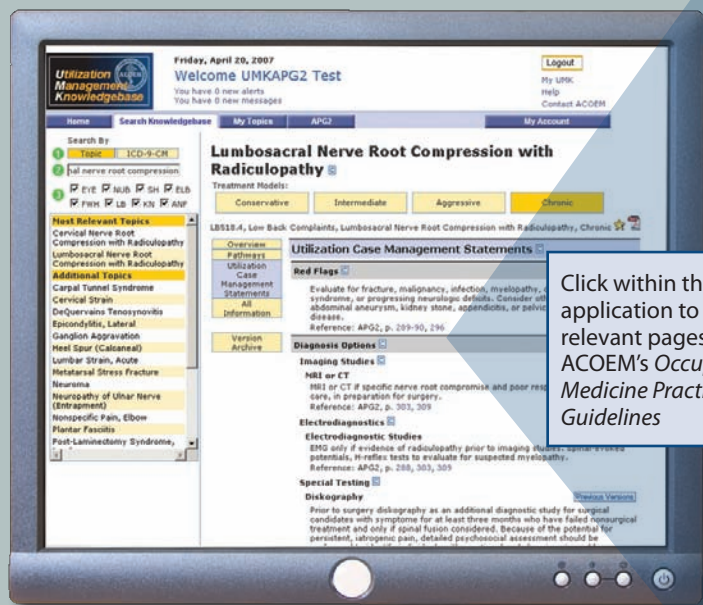 Utilization
Management
Knowledgebase
ACOEM
Friday, April 20, 2007
Welcome UMKAPG2 Test
You have 0 new alerts
You have 0 new messages
Logout
My UMK
Help
Contact ACOEM
Home
Search Knowledgebase
My Topics
APG2
My Account
Search By
1 Topic ICD-9-CM
2 nal nerve root compression
3 EYE NUB SH ELB
FWH LB KN ANF
Most Relevant Topics
Cervical Nerve Root
Compression with Radiculopathy
Lumbosacral Nerve Root
Compression with Radiculopathy
Additional Topics
Carpal Tunnel Syndrome
Cervical Strain
DeQuervains Tenosynovitis
Epicondylitis, Lateral
Ganglion Aggravation
Heel Spur (Calcaneal)
Lumbar Strain, Acute
Metatarsal Stress Fracture
Neuroma
Neuropathy of Ulnar Nerve
(Entrapment)
Nonspecific Pain, Elbow
Plantar Fasciitis
Post-Laminectomy Syndrome,
Lumbosacral Nerve Root Compression with
Radiculopathy
Treatment Models:
Conservative
Intermediate
Aggressive
Chronic
LB518.4, Low Back Complaints, Lumbosacral Nerve Root Compression with Radiculopathy, Chronic
Overview
Pathways
Utilization
Case
Management
Statements
All
Information
Version
Archive
Utilization Case Management Statements
Red Flags
Evaluate for fracture, malignancy, infection, myelopathy,
syndrome, or progressing neurologic deficits. Consider
abdominal aneurysm, kidney stone, appendicitis, or pelvic
disease.
Reference: APG2, p. 289-90, 296
Diagnosis Options
Imaging Studies
MRI or CT
MRI or CT if specific nerve root compromise and poor
care, in preparation for surgery.
Reference: APG2, p. 303, 309
Electrodiagnostics
Electrodiagnostic Studies
EMG only if evidence of radiculopathy prior to imaging studies. Spinal evoked
potentials, H-reflex tests to evaluate for suspected myelopathy.
Reference: APG2, p. 288, 303, 309
Special Testing
Diskography
Previous Versions
Prior to surgery diskography as an additional diagnostic study for surgical
candidates with symptoms for at least three months who have failed nonsurgical
treatment and only if spinal fusion considered. Because of the potential for
persistent, iatrogenic pain, detailed psychosocial assessment should be
Click within th
application to
relevant pages
ACOEM's Occu
Medicine Pract
Guidelines